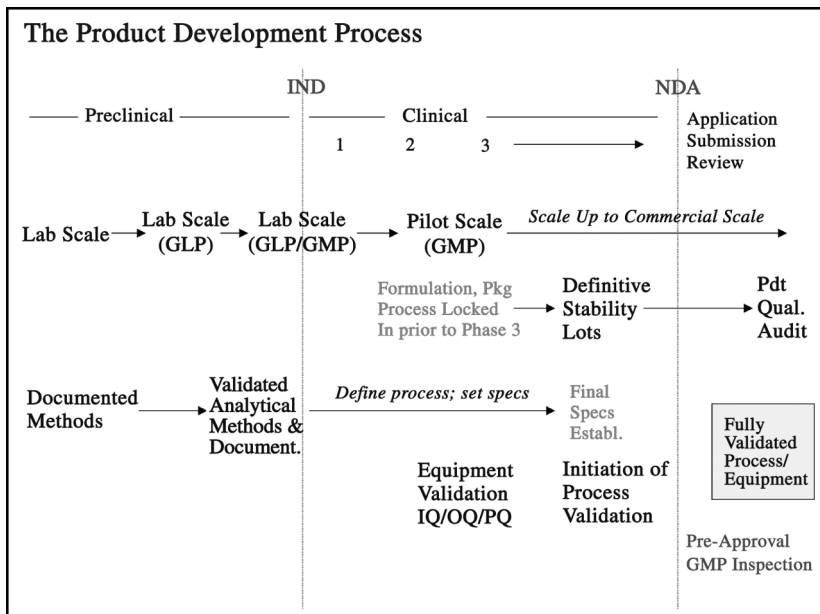 The Product Development Process
IND
NDA
Preclinical
Clinical
1 2 3
Application
Submission
Review
Lab Scale
Lab Scale
(GLP)
Lab Scale
(GLP/GMP)
Pilot Scale
(GMP)
Scale Up to Commercial Scale
Formulation, Pkg
Process Locked
In prior to Phase 3
Definitive
Stability
Lots
Pdt
Qual.
Audit
Documented
Methods
Validated
Analytical
Methods &
Document.
Define process; set specs
Final
Specs
Establ.
Fully
Validated
Process/
Equipment
Equipment
Validation
IQ/OQ/PQ
Initiation of
Process
Validation
Pre-Approval
GMP Inspection